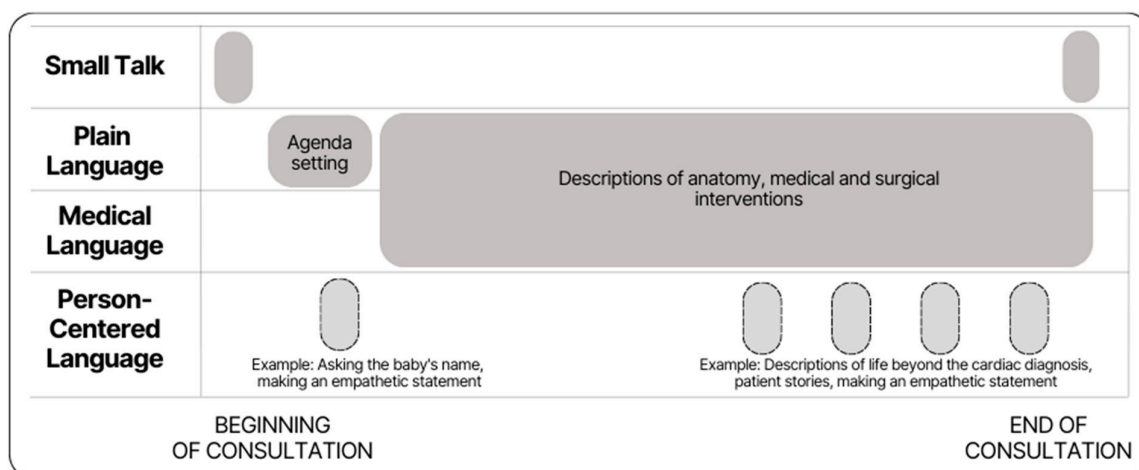 Small Talk
Plain
Language
Agenda
setting
Descriptions of anatomy, medical and surgical
interventions
Medical
Language
Person-
Centered
Language
Example: Asking the baby's name,
making an empathetic statement
Example: Descriptions of life beyond the cardiac diagnosis,
patient stories, making an empathetic statement
BEGINNING
OF CONSULTATION
END OF
CONSULTATION